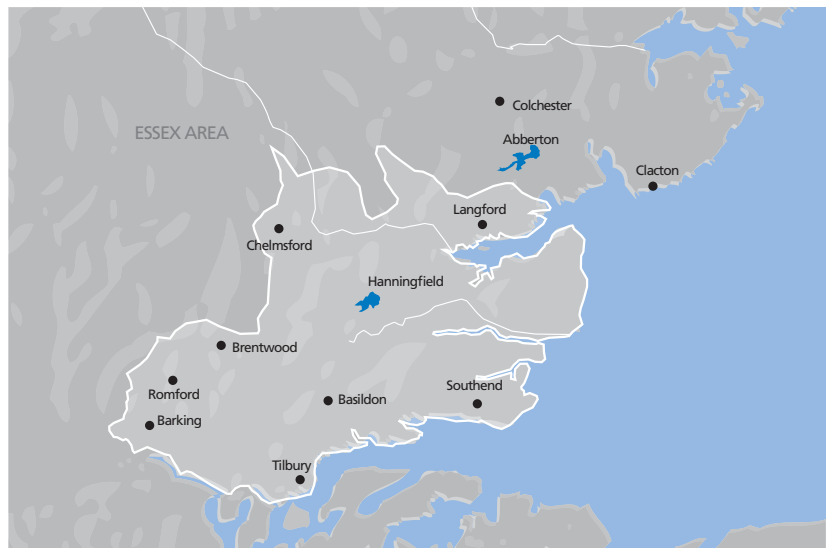 Colchester
ESSEX AREA
Abberton
Clacton
Langford
Chelmsford
Hanningfield
Brentwood
Romford
Southend
Basildon
Barking
Tilbury